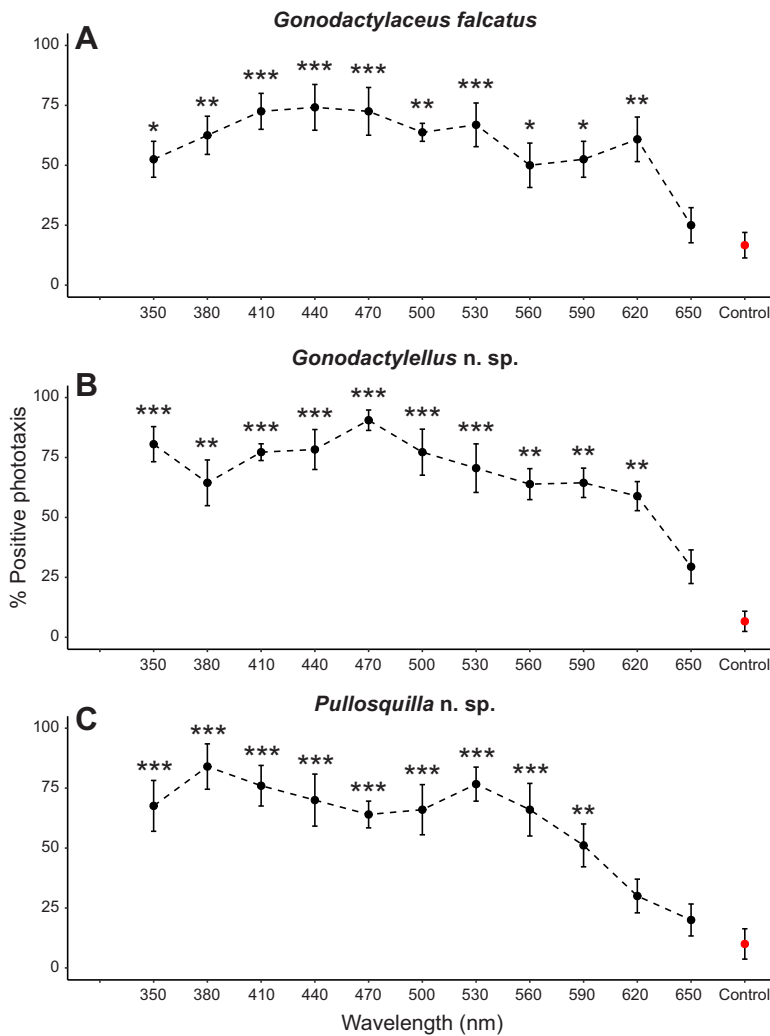 A
Gonodactylaceus falcatus
100
75
50
25
0
* ** *** *** *** ** *** * * **
350 380 410 440 470 500 530 560 590 620 650 Control
B
Gonodactylellus n. sp.
% Positive phototaxis
100
75
50
25
0
*** ** *** *** *** *** *** ** ** **
350 380 410 440 470 500 530 560 590 620 650 Control
C
Pullosquilla n. sp.
100
75
50
25
0
*** *** *** *** *** *** *** *** **
350 380 410 440 470 500 530 560 590 620 650 Control
Wavelength (nm)